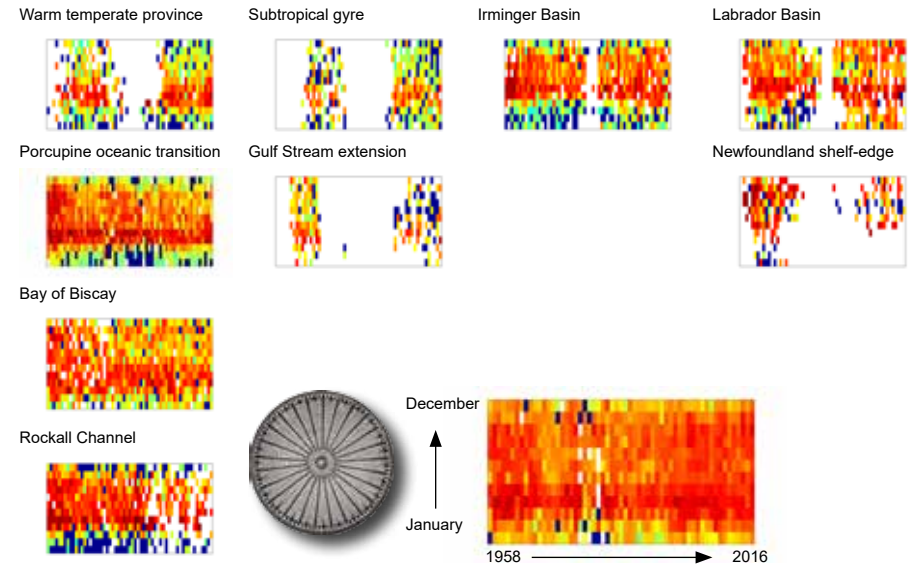 Warm temperate province
Subtropical gyre
Irminger Basin
Labrador Basin
Porcupine oceanic transition
Gulf Stream extension
Newfoundland shelf-edge
Bay of Biscay
Rockall Channel
December
January
1958
2016